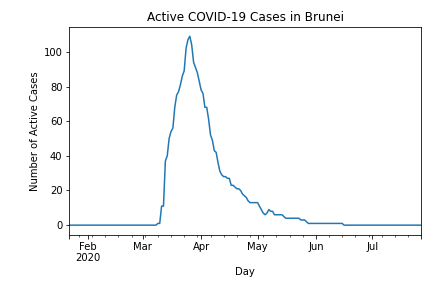 Active COVID-19 Cases in Brunei
Number of Active Cases
100
80
60
40
20
0
Feb Mar Apr May Jun Jul
2020
Day